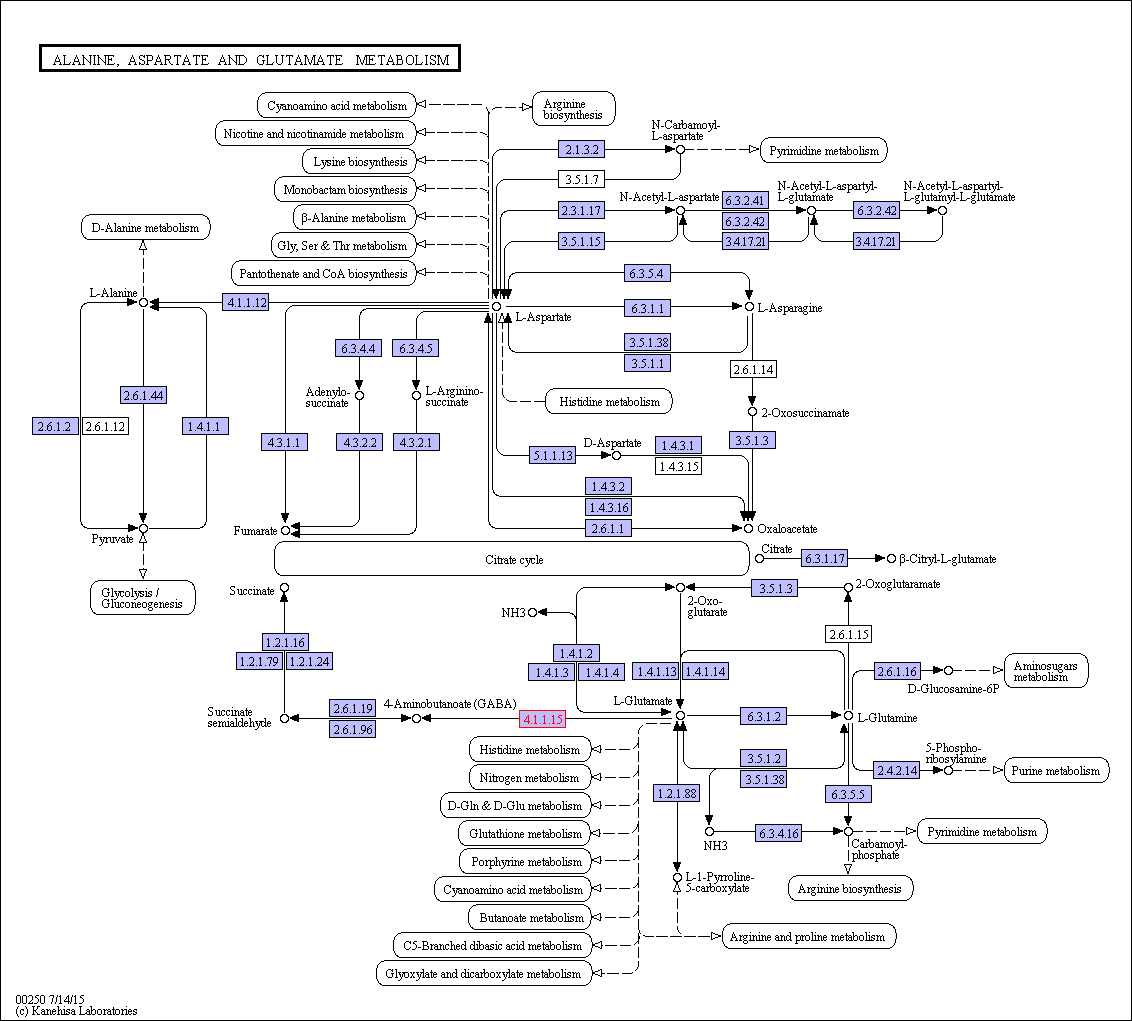 ALANINE, ASPARTATE AND GLUTAMATE METABOLISM
Cyanoamino acid metabolism
Arginine
biosynthesis
Nicotine and nicotinamide metabolism
Lysine biosynthesis
Monobactam biosynthesis
β-Alanine metabolism
Gly, Ser & Thr metabolism
Pantothenate and CoA biosynthesis
N-Carbamoyl-
L-aspartate
2.1.3.2
Pyrimidine metabolism
3.5.1.7
N-Acetyl-L-aspartate
6.3.2.41
N-Acetyl-L-aspartyl-
L-glutamate
N-Acetyl-L-aspartyl-
L-glutamyl-L-glutamate
2.3.1.17
6.3.2.42
6.3.2.42
3.5.1.15
3.4.17.21
3.4.17.21
D-Alanine metabolism
L-Alanine
4.1.1.12
6.3.5.4
6.3.1.1
L-Aspartate
L-Asparagine
3.5.1.38
3.5.1.1
6.3.4.4
6.3.4.5
2.6.1.14
2.6.1.44
Adenylo-
succinate
L-Arginino-
succinate
Histidine metabolism
2-Oxosuccinamate
2.6.1.2
2.6.1.12
1.4.1.1
4.3.1.1
4.3.2.2
4.3.2.1
D-Aspartate
3.5.1.3
5.1.1.13
1.4.3.1
1.4.3.15
1.4.3.2
1.4.3.16
2.6.1.1
Oxaloacetate
Pyruvate
Fumarate
Citrate cycle
Citrate
6.3.1.17
β-Citryl-L-glutamate
Glycolysis /
Gluconeogenesis
Succinate
NH3
2-Oxo-
glutarate
3.5.1.3
2-Oxoglutaramate
2.6.1.15
1.2.1.16
1.2.1.79
1.2.1.24
1.4.1.2
1.4.1.3
1.4.1.4
1.4.1.13
1.4.1.14
2.6.1.16
D-Glucosamine-6P
Aminosugars
metabolism
Succinate
semialdehyde
2.6.1.19
2.6.1.96
4-Aminobutanoate (GABA)
4.1.1.15
L-Glutamate
6.3.1.2
L-Glutamine
Histidine metabolism
Nitrogen metabolism
D-Gln & D-Glu metabolism
Glutathione metabolism
Porphyrine metabolism
Cyanoamino acid metabolism
Butanoate metabolism
C5-Branched dibasic acid metabolism
Glyoxylate and dicarboxylate metabolism
3.5.1.2
3.5.1.38
5-Phospho-
ribosylamine
2.4.2.14
Purine metabolism
1.2.1.88
6.3.5.5
NH3
6.3.4.16
Carbamoyl-
phosphate
Pyrimidine metabolism
L-1-Pyrroline-
5-carboxylate
Arginine biosynthesis
Arginine and proline metabolism
00250 7/14/15
(c) Kanehisa Laboratories